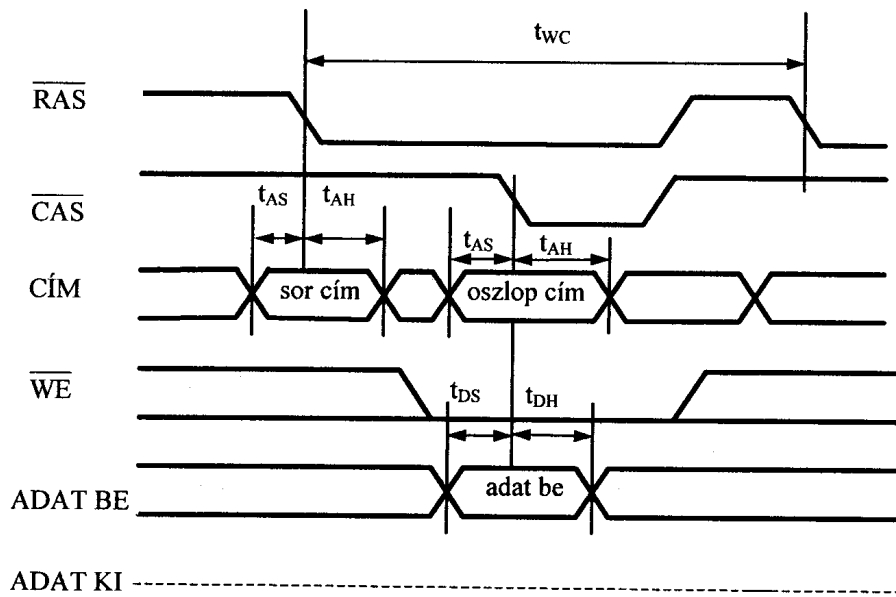 tWC
RAS
CAS
tAS
tAH
tAS
tAH
CÍM
sor cím
oszlop cím
WE
tDS
tDH
ADAT BE
adat be
ADAT KI